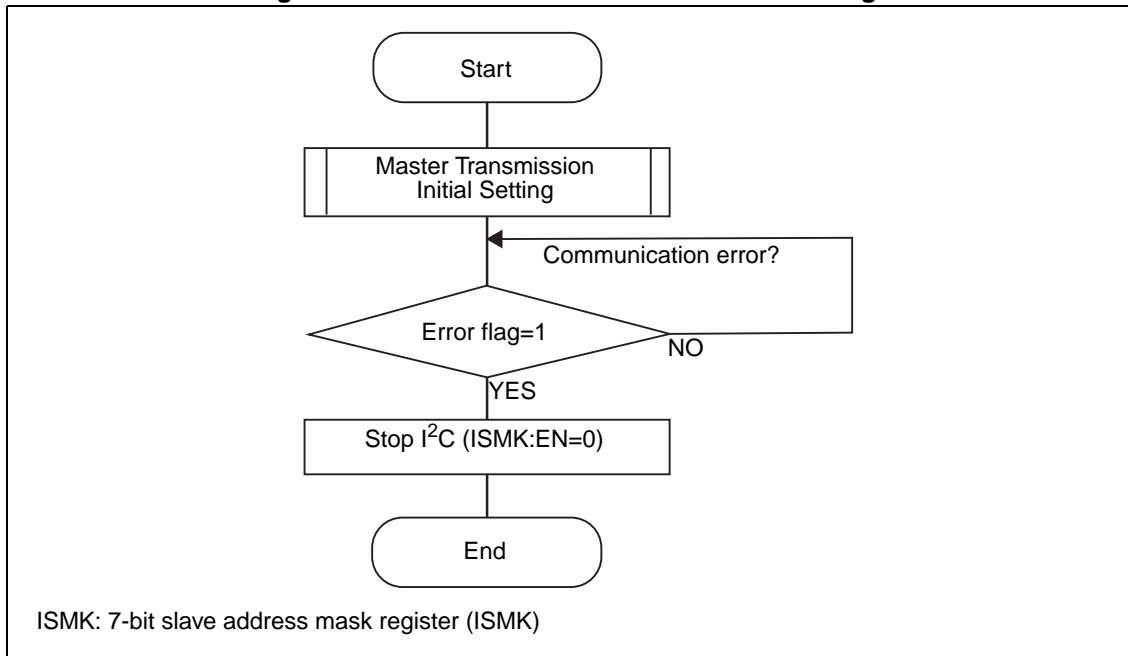 Start
Master Transmission
Initial Setting
Communication error?
Error flag=1
NO
YES
Stop I²C (ISMK:EN=0)
End
ISMK: 7-bit slave address mask register (ISMK)